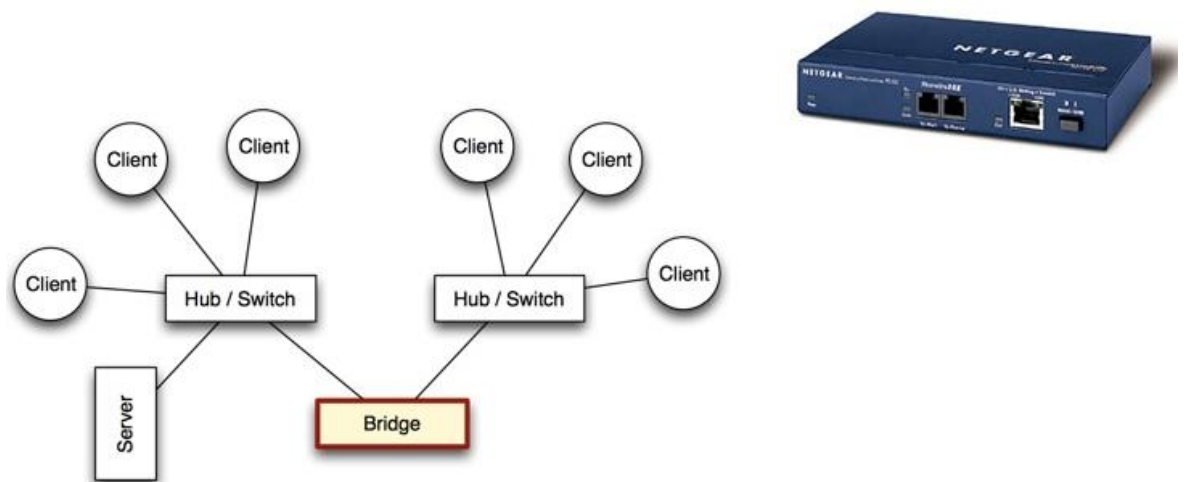 NETGEAR
NETGEAR
Client
Client
Client
Client
Client
Client
Hub / Switch
Hub / Switch
Server
Bridge